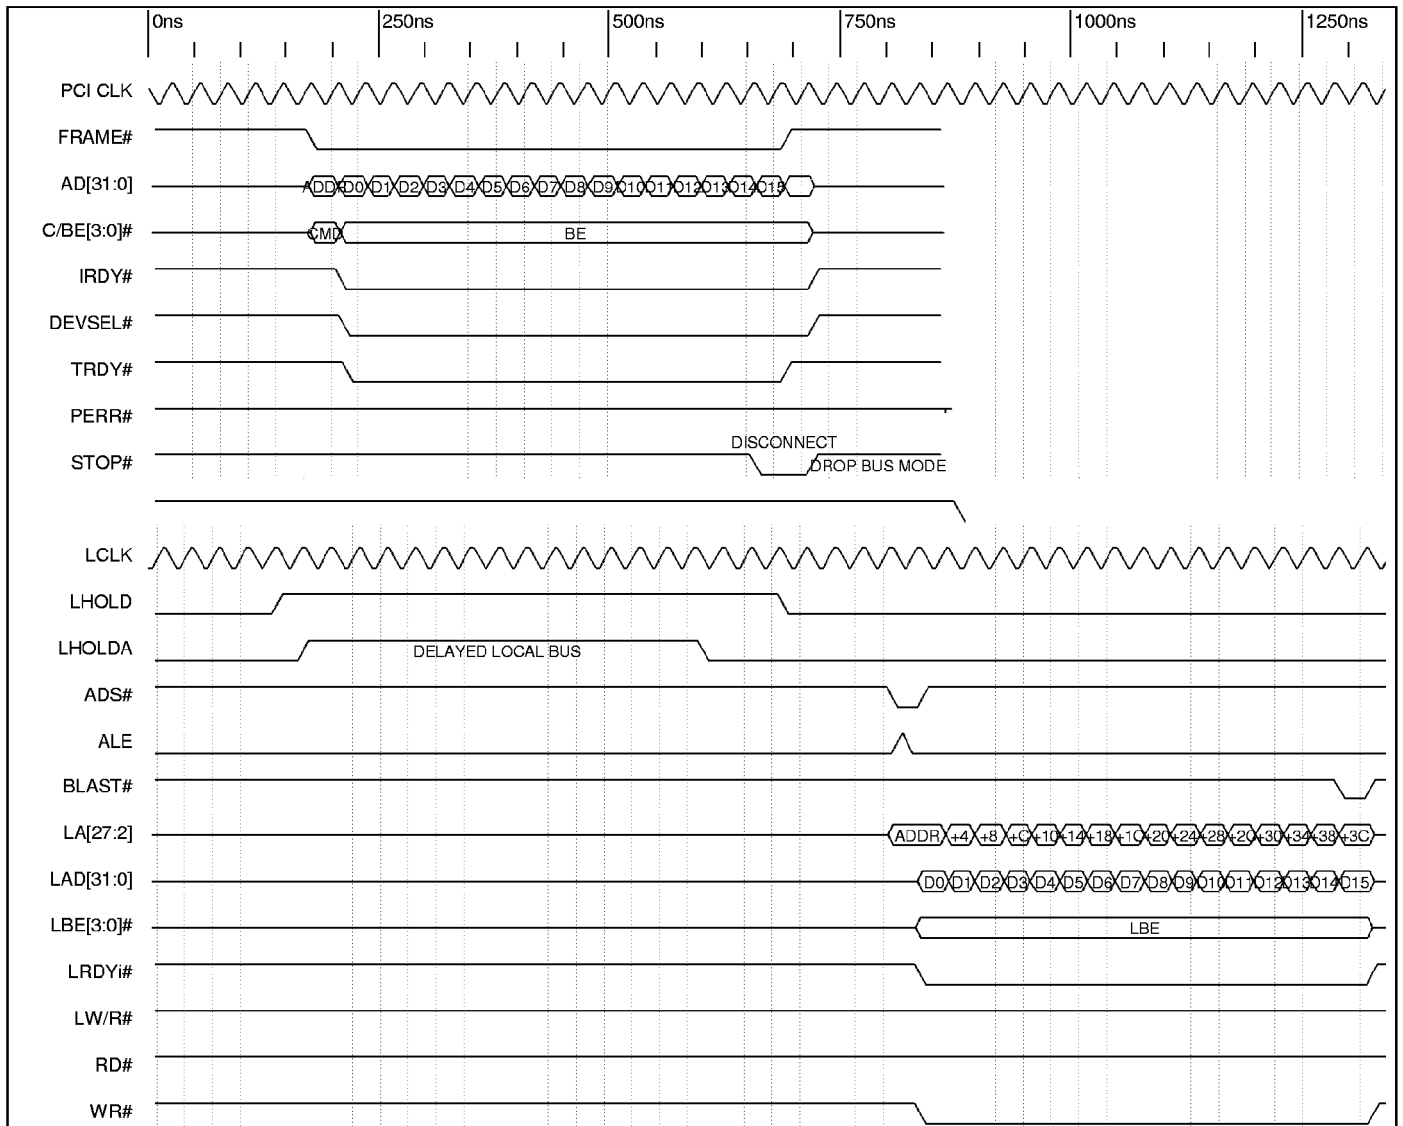 0ns 250ns 500ns 750ns 1000ns 1250ns
PCI CLK
FRAME#
AD[31:0] ADDR D0 D1 D2 D3 D4 D5 D6 D7 D8 D9 D10 D11 D12 D13 D14 D15
C/BE[3:0]# CMD BE
IRDY#
DEVSEL#
TRDY#
PERR#
DISCONNECT
STOP# DROP BUS MODE
LCLK
LHOLD
LHOLDA DELAYED LOCAL BUS
ADS#
ALE
BLAST#
LA[27:2] ADDR +4 +8 +C +10 +14 +18 +1C +20 +24 +28 +2C +30 +34 +38 +3C
LAD[31:0] D0 D1 D2 D3 D4 D5 D6 D7 D8 D9 D10 D11 D12 D13 D14 D15
LBE[3:0]# LBE
LRDYi#
LW/R#
RD#
WR#